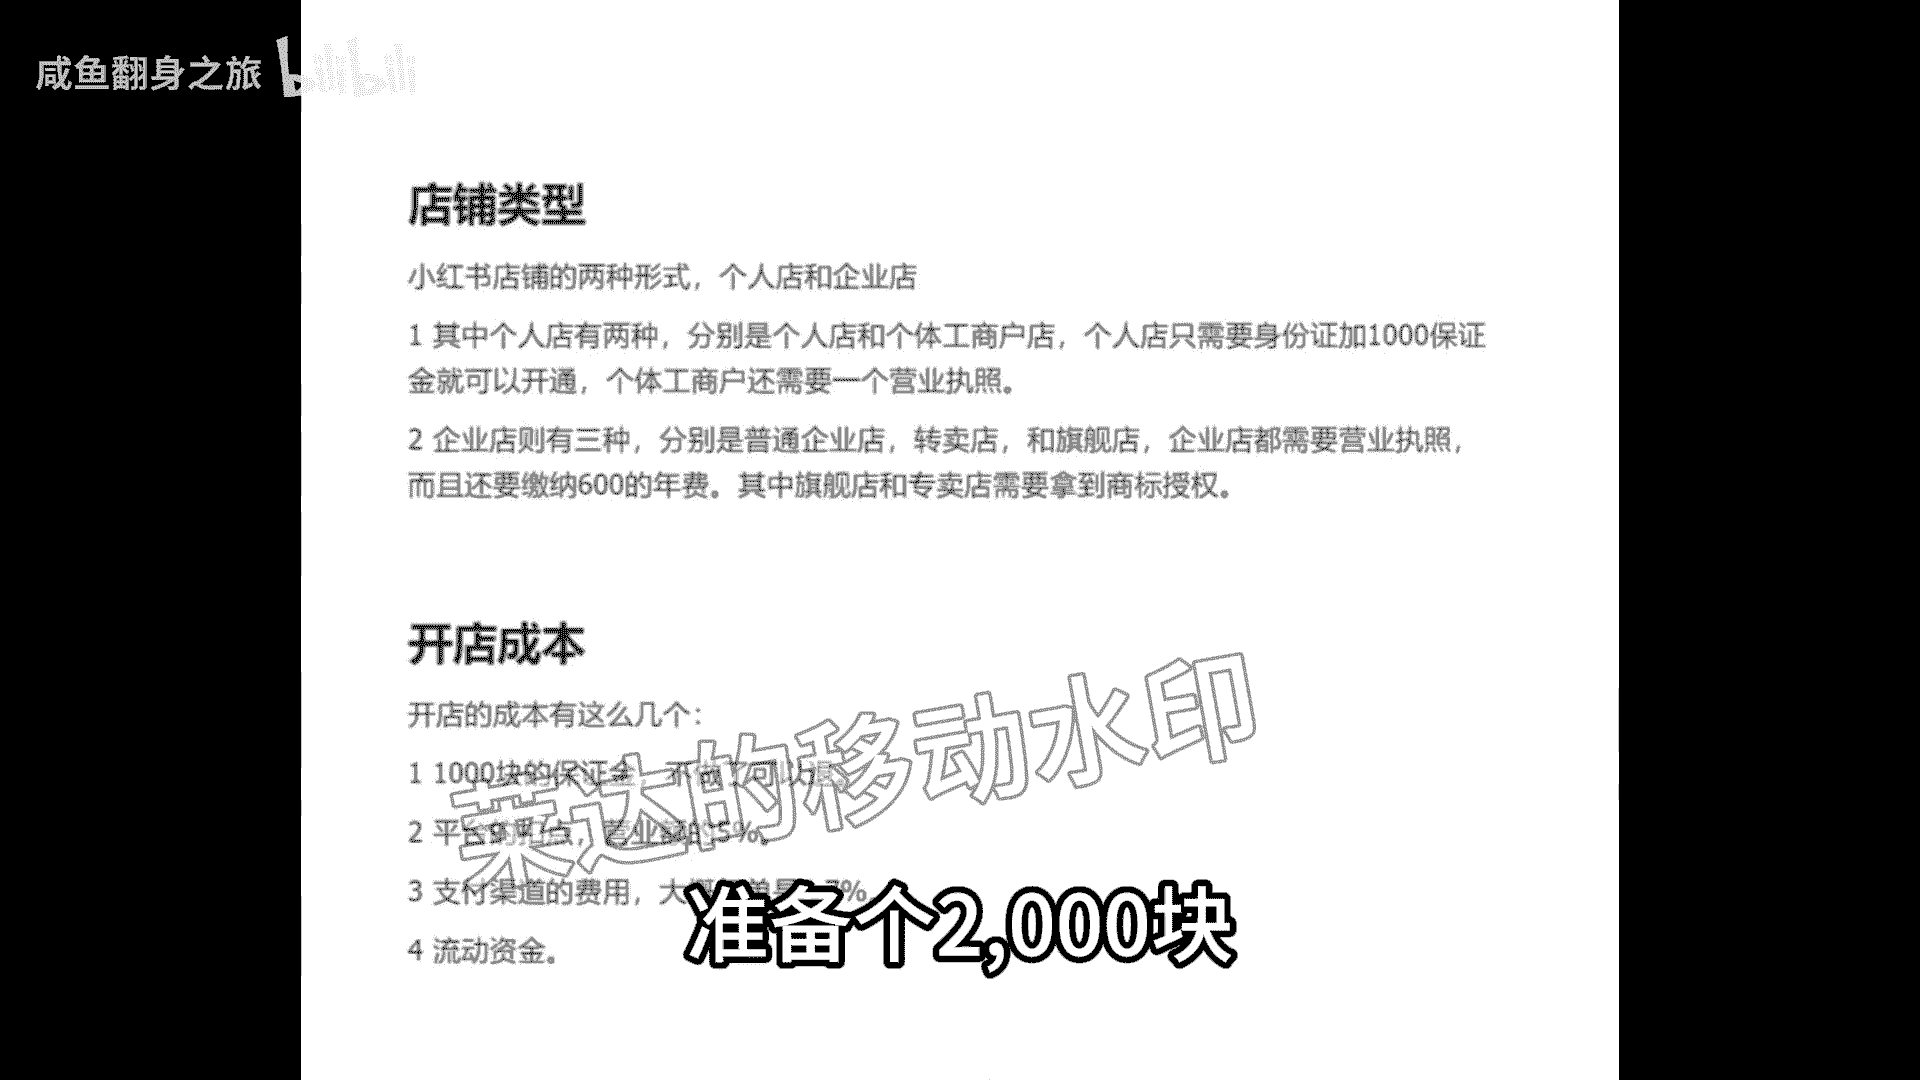 咸鱼翻身之旅 bilibili
店铺类型
小红书店铺的两种形式，个人店和企业店
1 其中个人店有两种，分别是个人店和个体工商户店，个人店只需要身份证加1000保证
金就可以开通，个体工商户还需要一个营业执照。
2 企业店则有三种，分别是普通企业店，转卖店，和旗舰店，企业店都需要营业执照，
而且还要缴纳600的年费。其中旗舰店和专卖店需要拿到商标授权。
开店成本
开店的成本有这么几个：
1 1000块的保证金，不做了可以退。
2 平台的扣点，营业额的5%。
3 支付渠道的费用，大概
4 流动资金。
莱达的移动水印
准备个2,000块